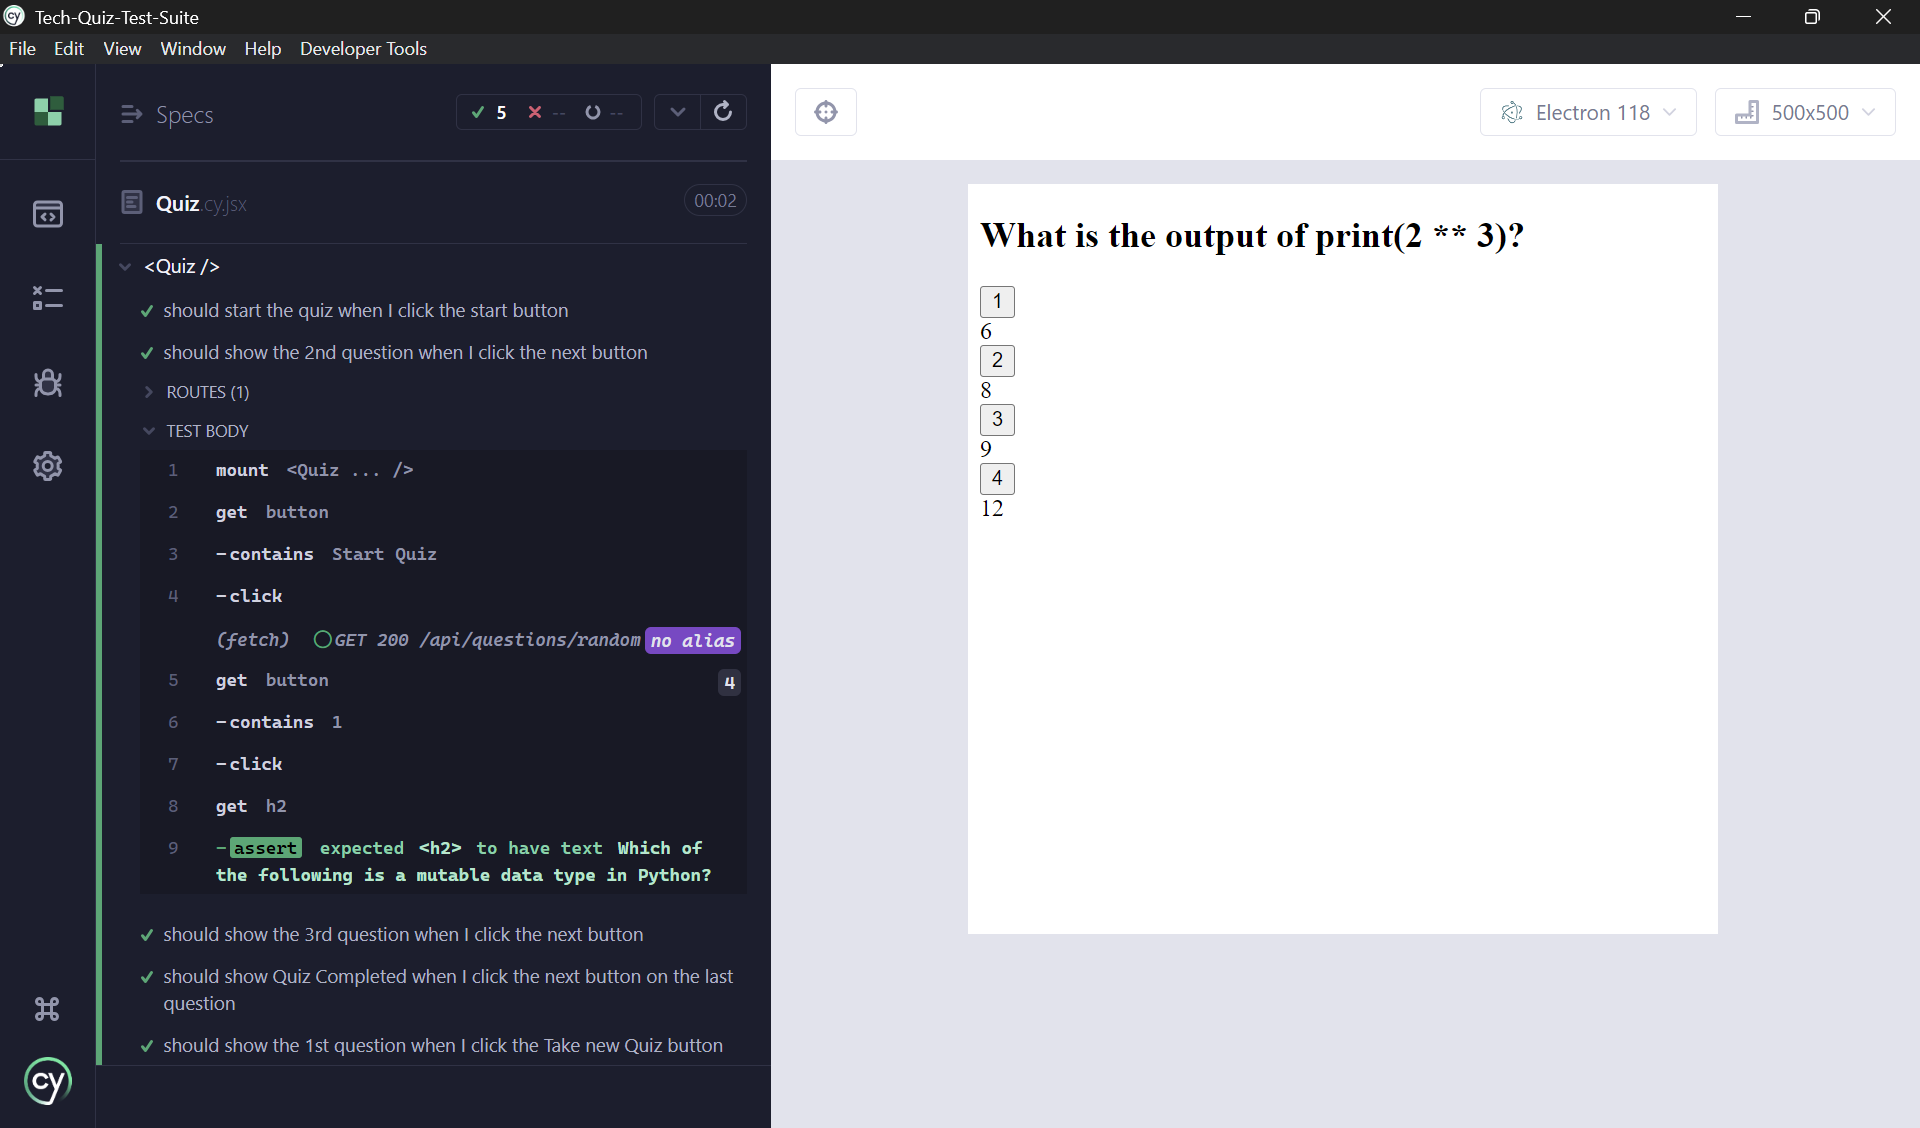 Tech-Quiz-Test-Suite
File Edit View Window Help Developer Tools
Specs
5 -- --
Electron 118
500x500
Quiz.cy.jsx 00:02
<Quiz />
should start the quiz when I click the start button
should show the 2nd question when I click the next button
ROUTES (1)
TEST BODY
1 mount <Quiz ... />
2 get button
3 -contains Start Quiz
4 -click
(fetch) GET 200 /api/questions/random no alias
5 get button 4
6 -contains 1
7 -click
8 get h2
9 -assert expected <h2> to have text Which of
the following is a mutable data type in Python?
should show the 3rd question when I click the next button
should show Quiz Completed when I click the next button on the last
question
should show the 1st question when I click the Take new Quiz button
cy
What is the output of print(2 ** 3)?
1
6
2
8
3
9
4
12